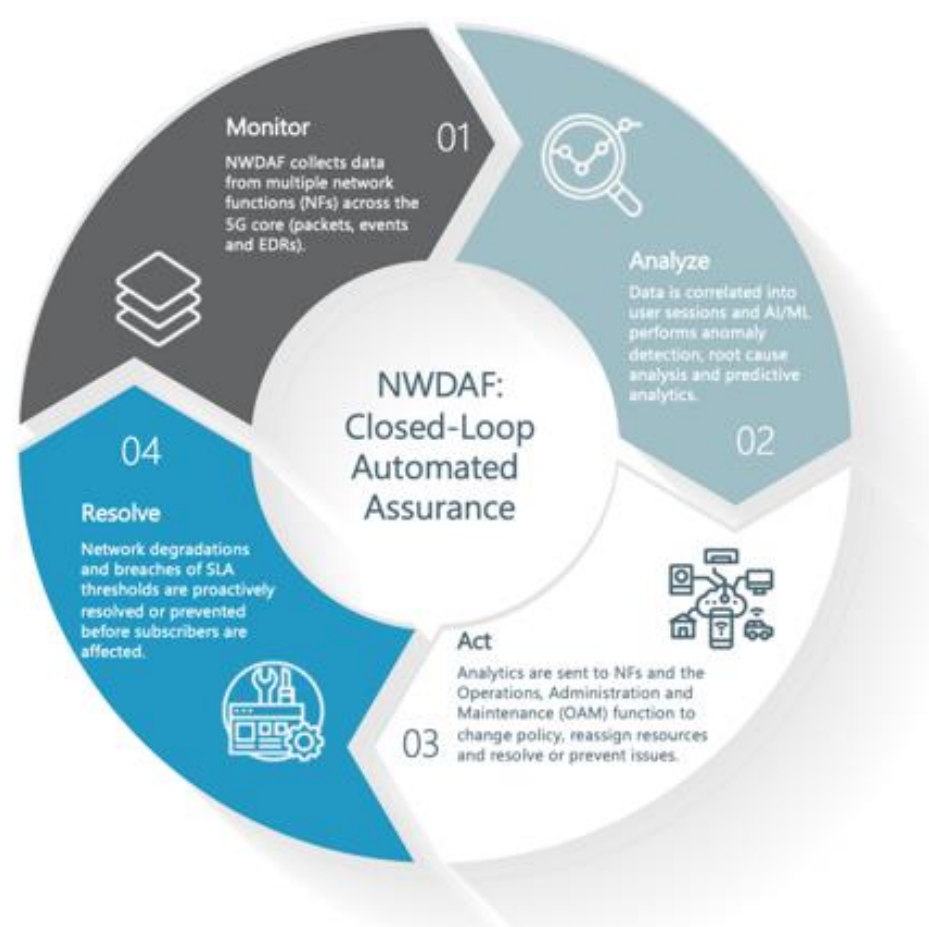 Monitor
01
NWDAF collects data
from multiple network
functions (NFs) across the
5G core (packets, events
and EDRs).
Analyze
Data is correlated into
user sessions and AI/ML
performs anomaly
detection, root cause
analysis and predictive
analytics.
02
NWDAF:
Closed-Loop
Automated
Assurance
Act
Analytics are sent to NFs and the
Operations, Administration and
Maintenance (OAM) function to
change policy, reassign resources
and resolve or prevent issues.
03
04
Resolve
Network degradations
and breaches of SLA
thresholds are proactively
resolved or prevented
before subscribers are
affected.